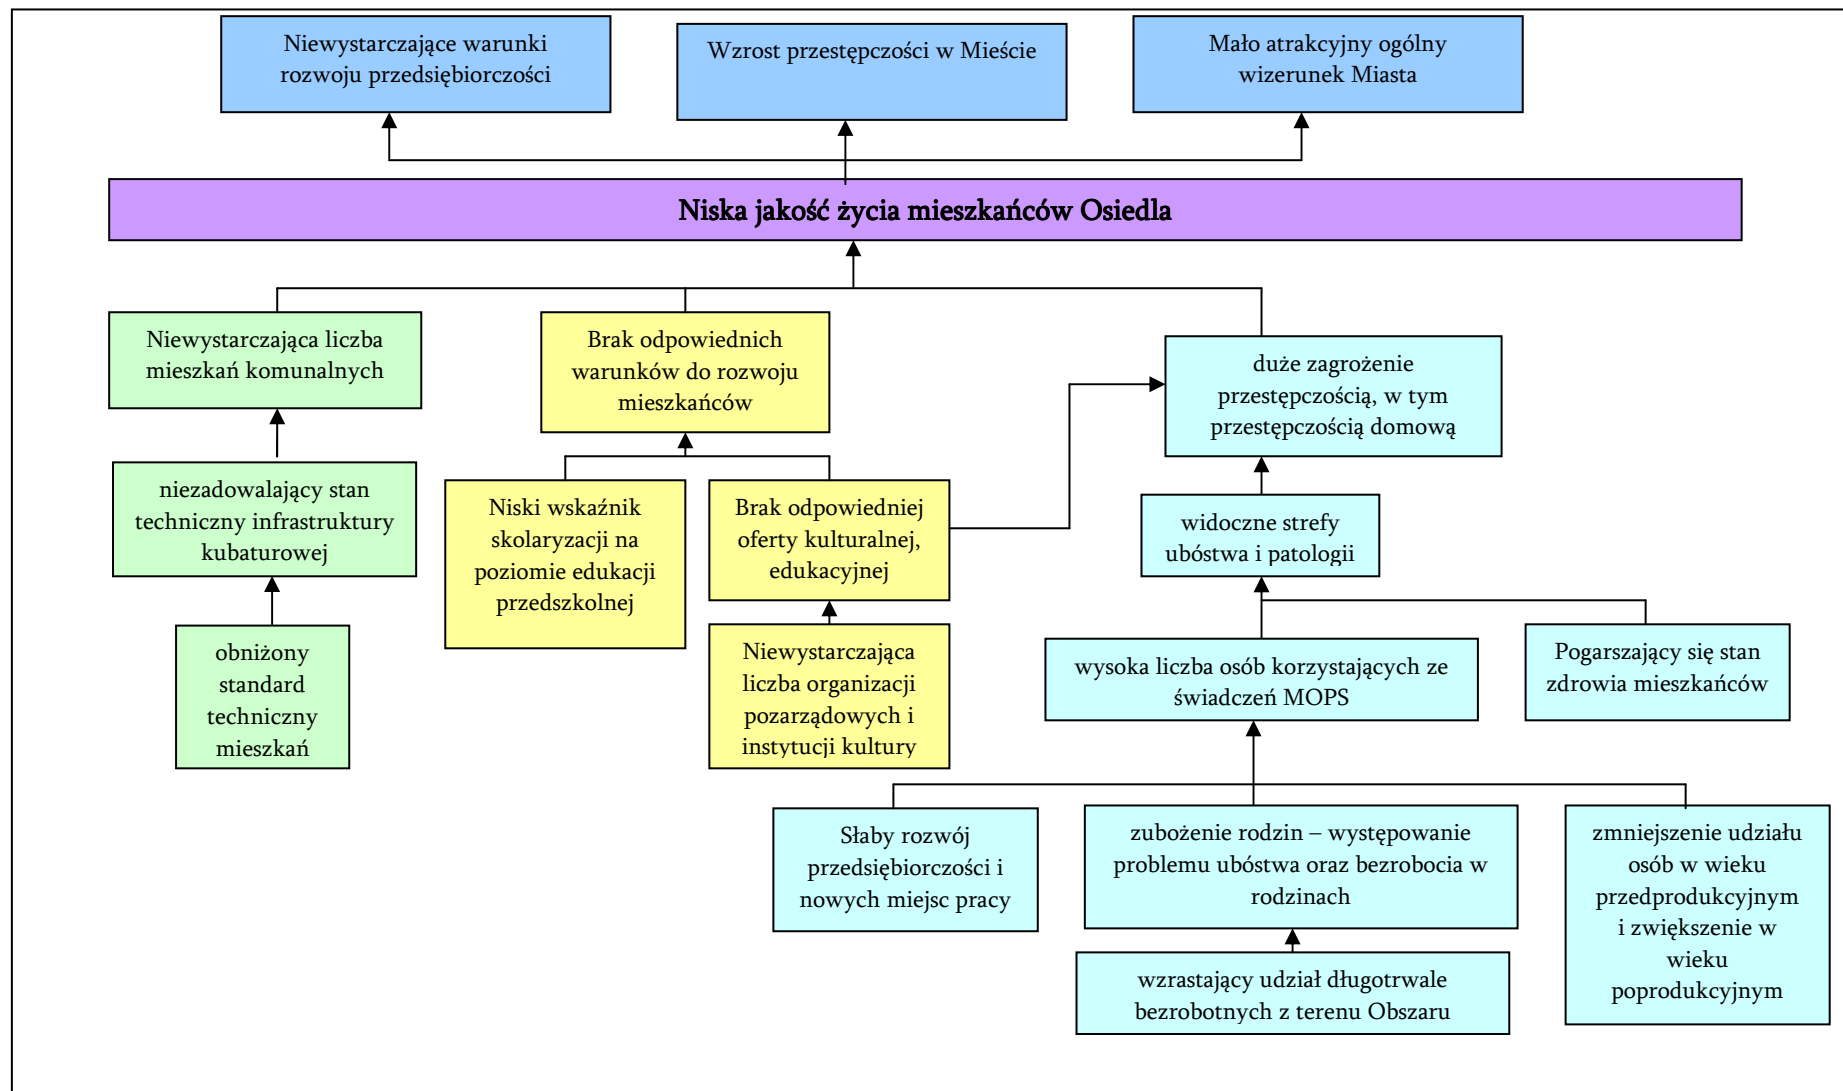 Niewystarczające warunki
rozwoju przedsiębiorczości
Wzrost przestępczości w Mieście
Mało atrakcyjny ogólny
wizerunek Miasta
Niska jakość życia mieszkańców Osiedla
Niewystarczająca liczba
mieszkań komunalnych
Brak odpowiednich
warunków do rozwoju
mieszkańców
duże zagrożenie
przestępczością, w tym
przestępczością domową
niezadowalający stan
techniczny infrastruktury
kubaturowej
Niski wskaźnik
skolaryzacji na
poziomie edukacji
przedszkolnej
Brak odpowiedniej
oferty kulturalnej,
edukacyjnej
widoczne strefy
ubóstwa i patologii
obniżony
standard
techniczny
mieszkań
Niewystarczająca
liczba organizacji
pozarządowych i
instytucji kultury
wysoka liczba osób korzystających ze
świadczeń MOPS
Pogarszający się stan
zdrowia mieszkańców
Słaby rozwój
przedsiębiorczości i
nowych miejsc pracy
zubożenie rodzin – występowanie
problemu ubóstwa oraz bezrobocia w
rodzinach
zmniejszenie udziału
osób w wieku
przedprodukcyjnym
i zwiększenie w
wieku
poprodukcyjnym
wzrastający udział długotrwale
bezrobotnych z terenu Obszaru